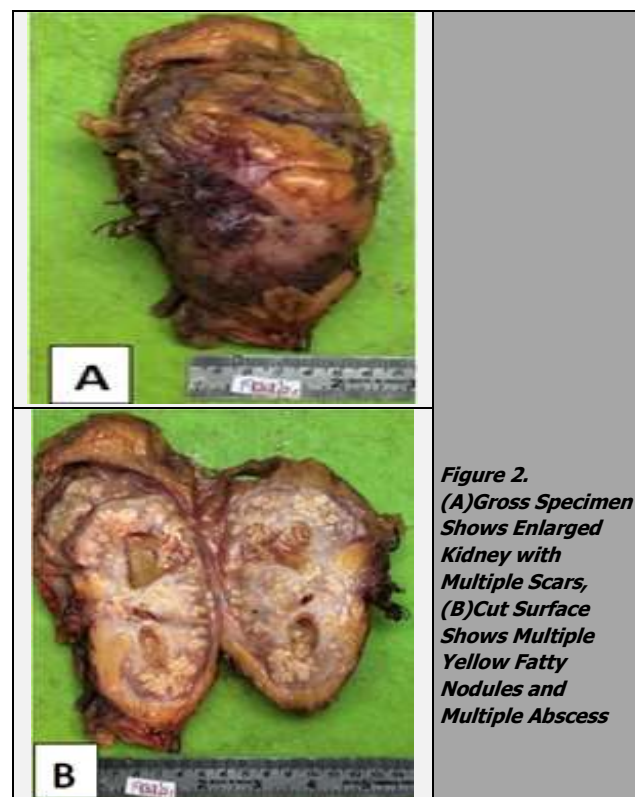 A
B
Figure 2.
(A)Gross Specimen
Shows Enlarged
Kidney with
Multiple Scars,
(B)Cut Surface
Shows Multiple
Yellow Fatty
Nodules and
Multiple Abscess